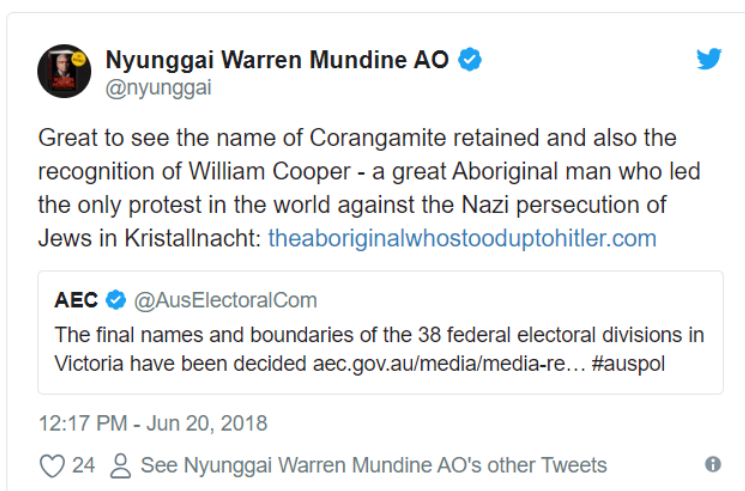 Nyunggai Warren Mundine AO
@nyunggai
Great to see the name of Corangamite retained and also the
recognition of William Cooper - a great Aboriginal man who led
the only protest in the world against the Nazi persecution of
Jews in Kristallnacht: theaboriginalwhostooduptohitler.com
AEC @AusElectoralCom
The final names and boundaries of the 38 federal electoral divisions in
Victoria have been decided aec.gov.au/media/media-re… #auspol
12:17 PM - Jun 20, 2018
24 See Nyunggai Warren Mundine AO's other Tweets